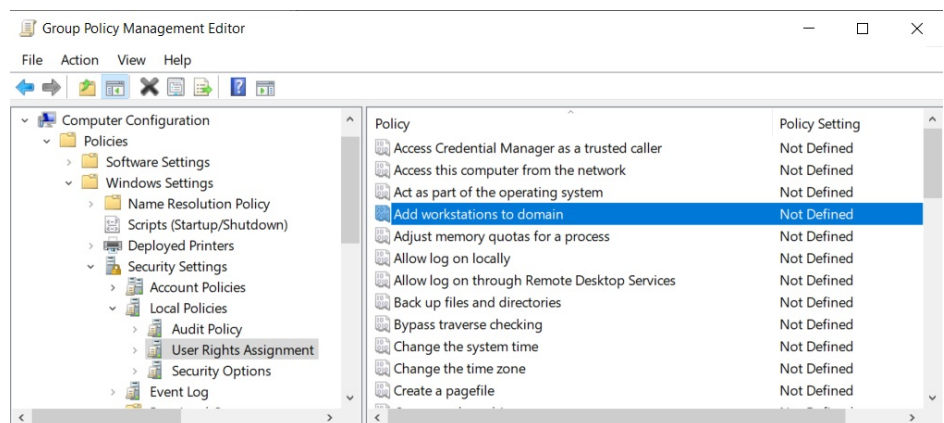 Group Policy Management Editor
File Action View Help
Computer Configuration
Policies
Software Settings
Windows Settings
Name Resolution Policy
Scripts (Startup/Shutdown)
Deployed Printers
Security Settings
Account Policies
Local Policies
Audit Policy
User Rights Assignment
Security Options
Event Log
Policy Policy Setting
Access Credential Manager as a trusted caller Not Defined
Access this computer from the network Not Defined
Act as part of the operating system Not Defined
Add workstations to domain Not Defined
Adjust memory quotas for a process Not Defined
Allow log on locally Not Defined
Allow log on through Remote Desktop Services Not Defined
Back up files and directories Not Defined
Bypass traverse checking Not Defined
Change the system time Not Defined
Change the time zone Not Defined
Create a pagefile Not Defined